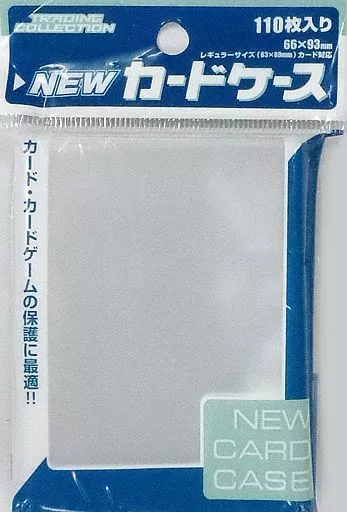 TRADING
COLLECTION
110枚入り
66×93mm
レギュラーサイズ(63×89mm)カード対応
NEW カードケース
カード・カードゲームの保護に最適!!
NEW
CARD
CASE